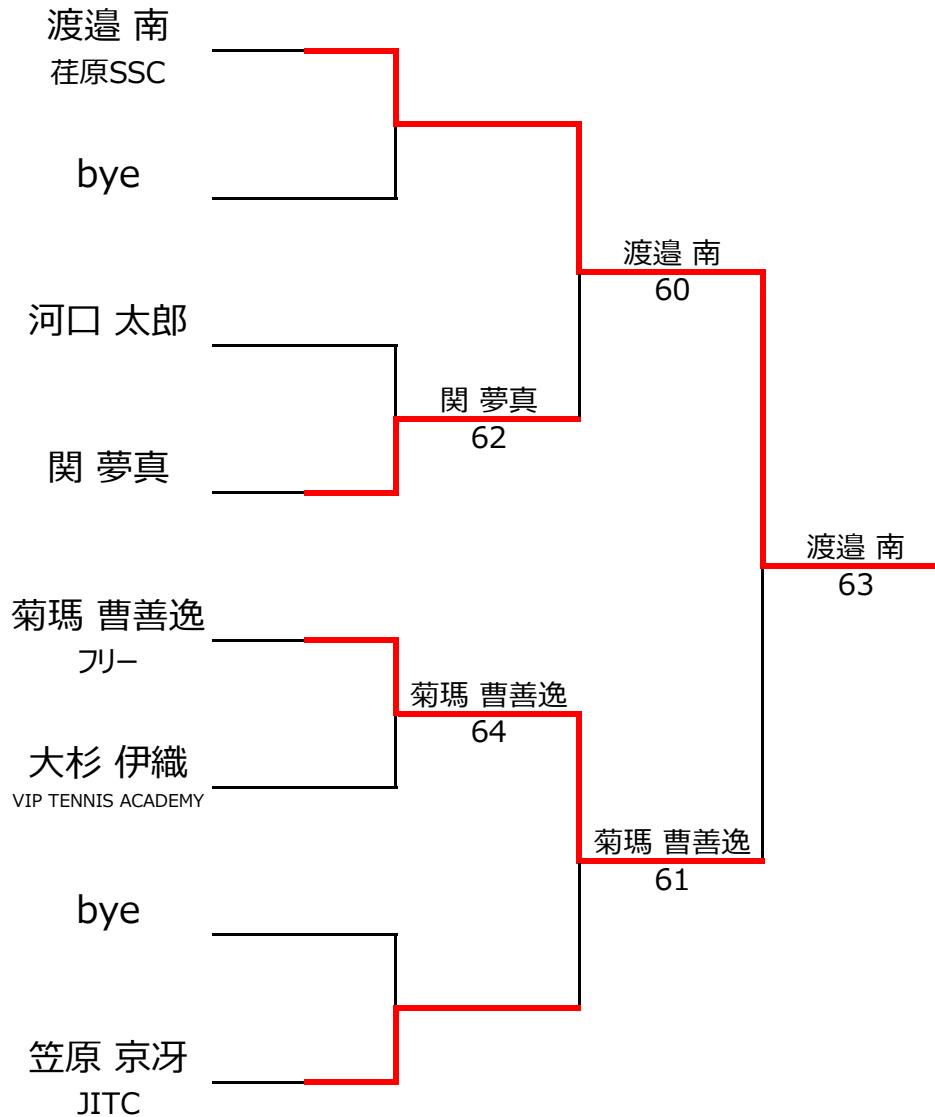 渡邉 南
荏原SSC
bye
河口 太郎
関 夢真
菊瑪 曹善逸
フリー
大杉 伊織
VIP TENNIS ACADEMY
bye
笠原 京冴
JITC
関 夢真
62
菊瑪 曹善逸
64
渡邉 南
60
菊瑪 曹善逸
61
渡邉 南
63